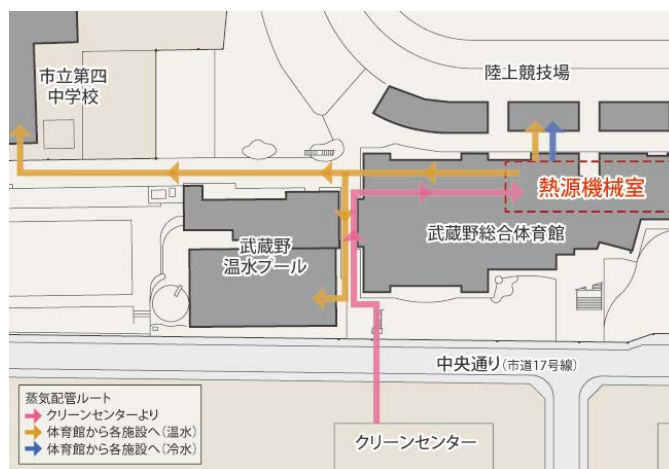 市立第四
中学校
陸上競技場
熱源機械室
武蔵野総合体育館
武蔵野
温水プール
中央通り(市道17号線)
蒸気配管ルート
クリーンセンターより
体育館から各施設へ(温水)
体育館から各施設へ(冷水)
クリーンセンター